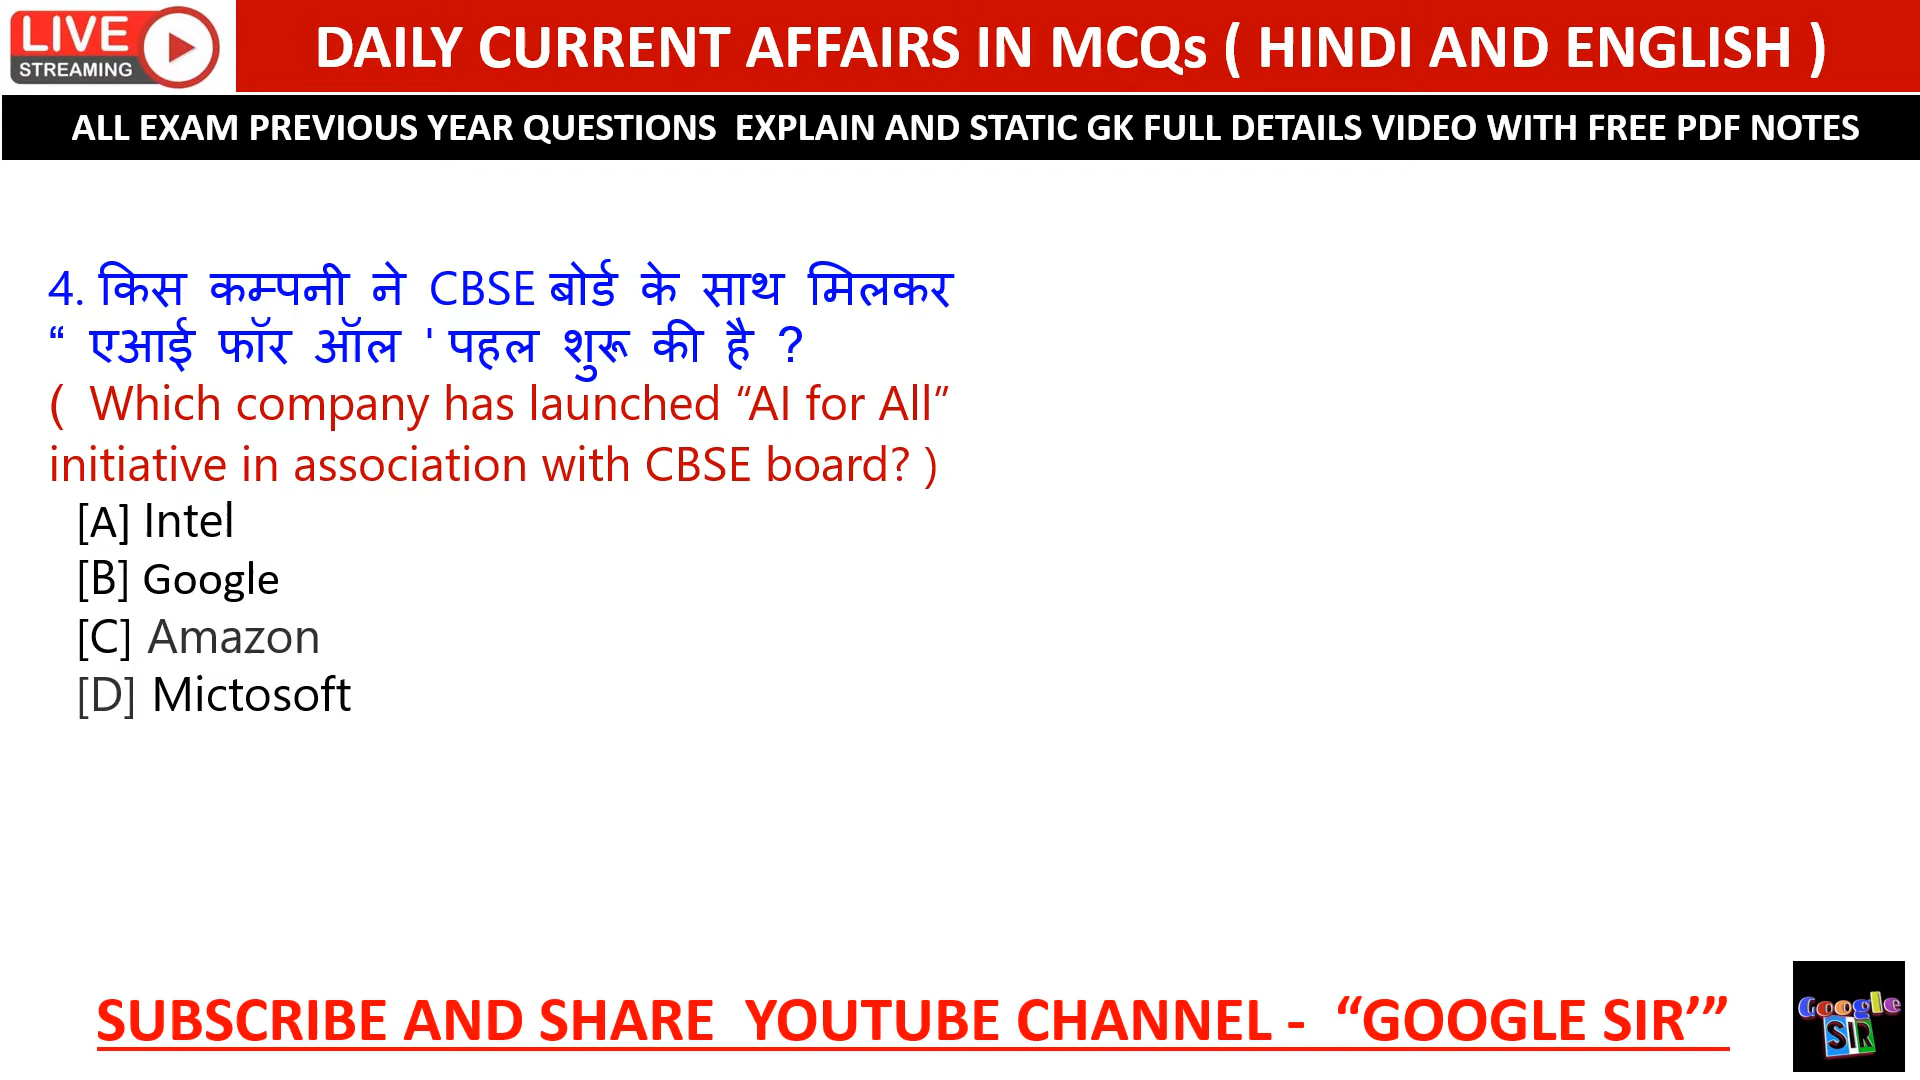 LIVE
STREAMING
DAILY CURRENT AFFAIRS IN MCQs ( HINDI AND ENGLISH )
ALL EXAM PREVIOUS YEAR QUESTIONS EXPLAIN AND STATIC GK FULL DETAILS VIDEO WITH FREE PDF NOTES
4. किस कम्पनी ने CBSE बोर्ड के साथ मिलकर
“ एआई फॉर ऑल ' पहल शुरू की है ?
( Which company has launched “AI for All”
initiative in association with CBSE board? )
[A] Intel
[B] Google
[C] Amazon
[D] Mictosoft
SUBSCRIBE AND SHARE YOUTUBE CHANNEL - “GOOGLE SIR’”
Google
SIR